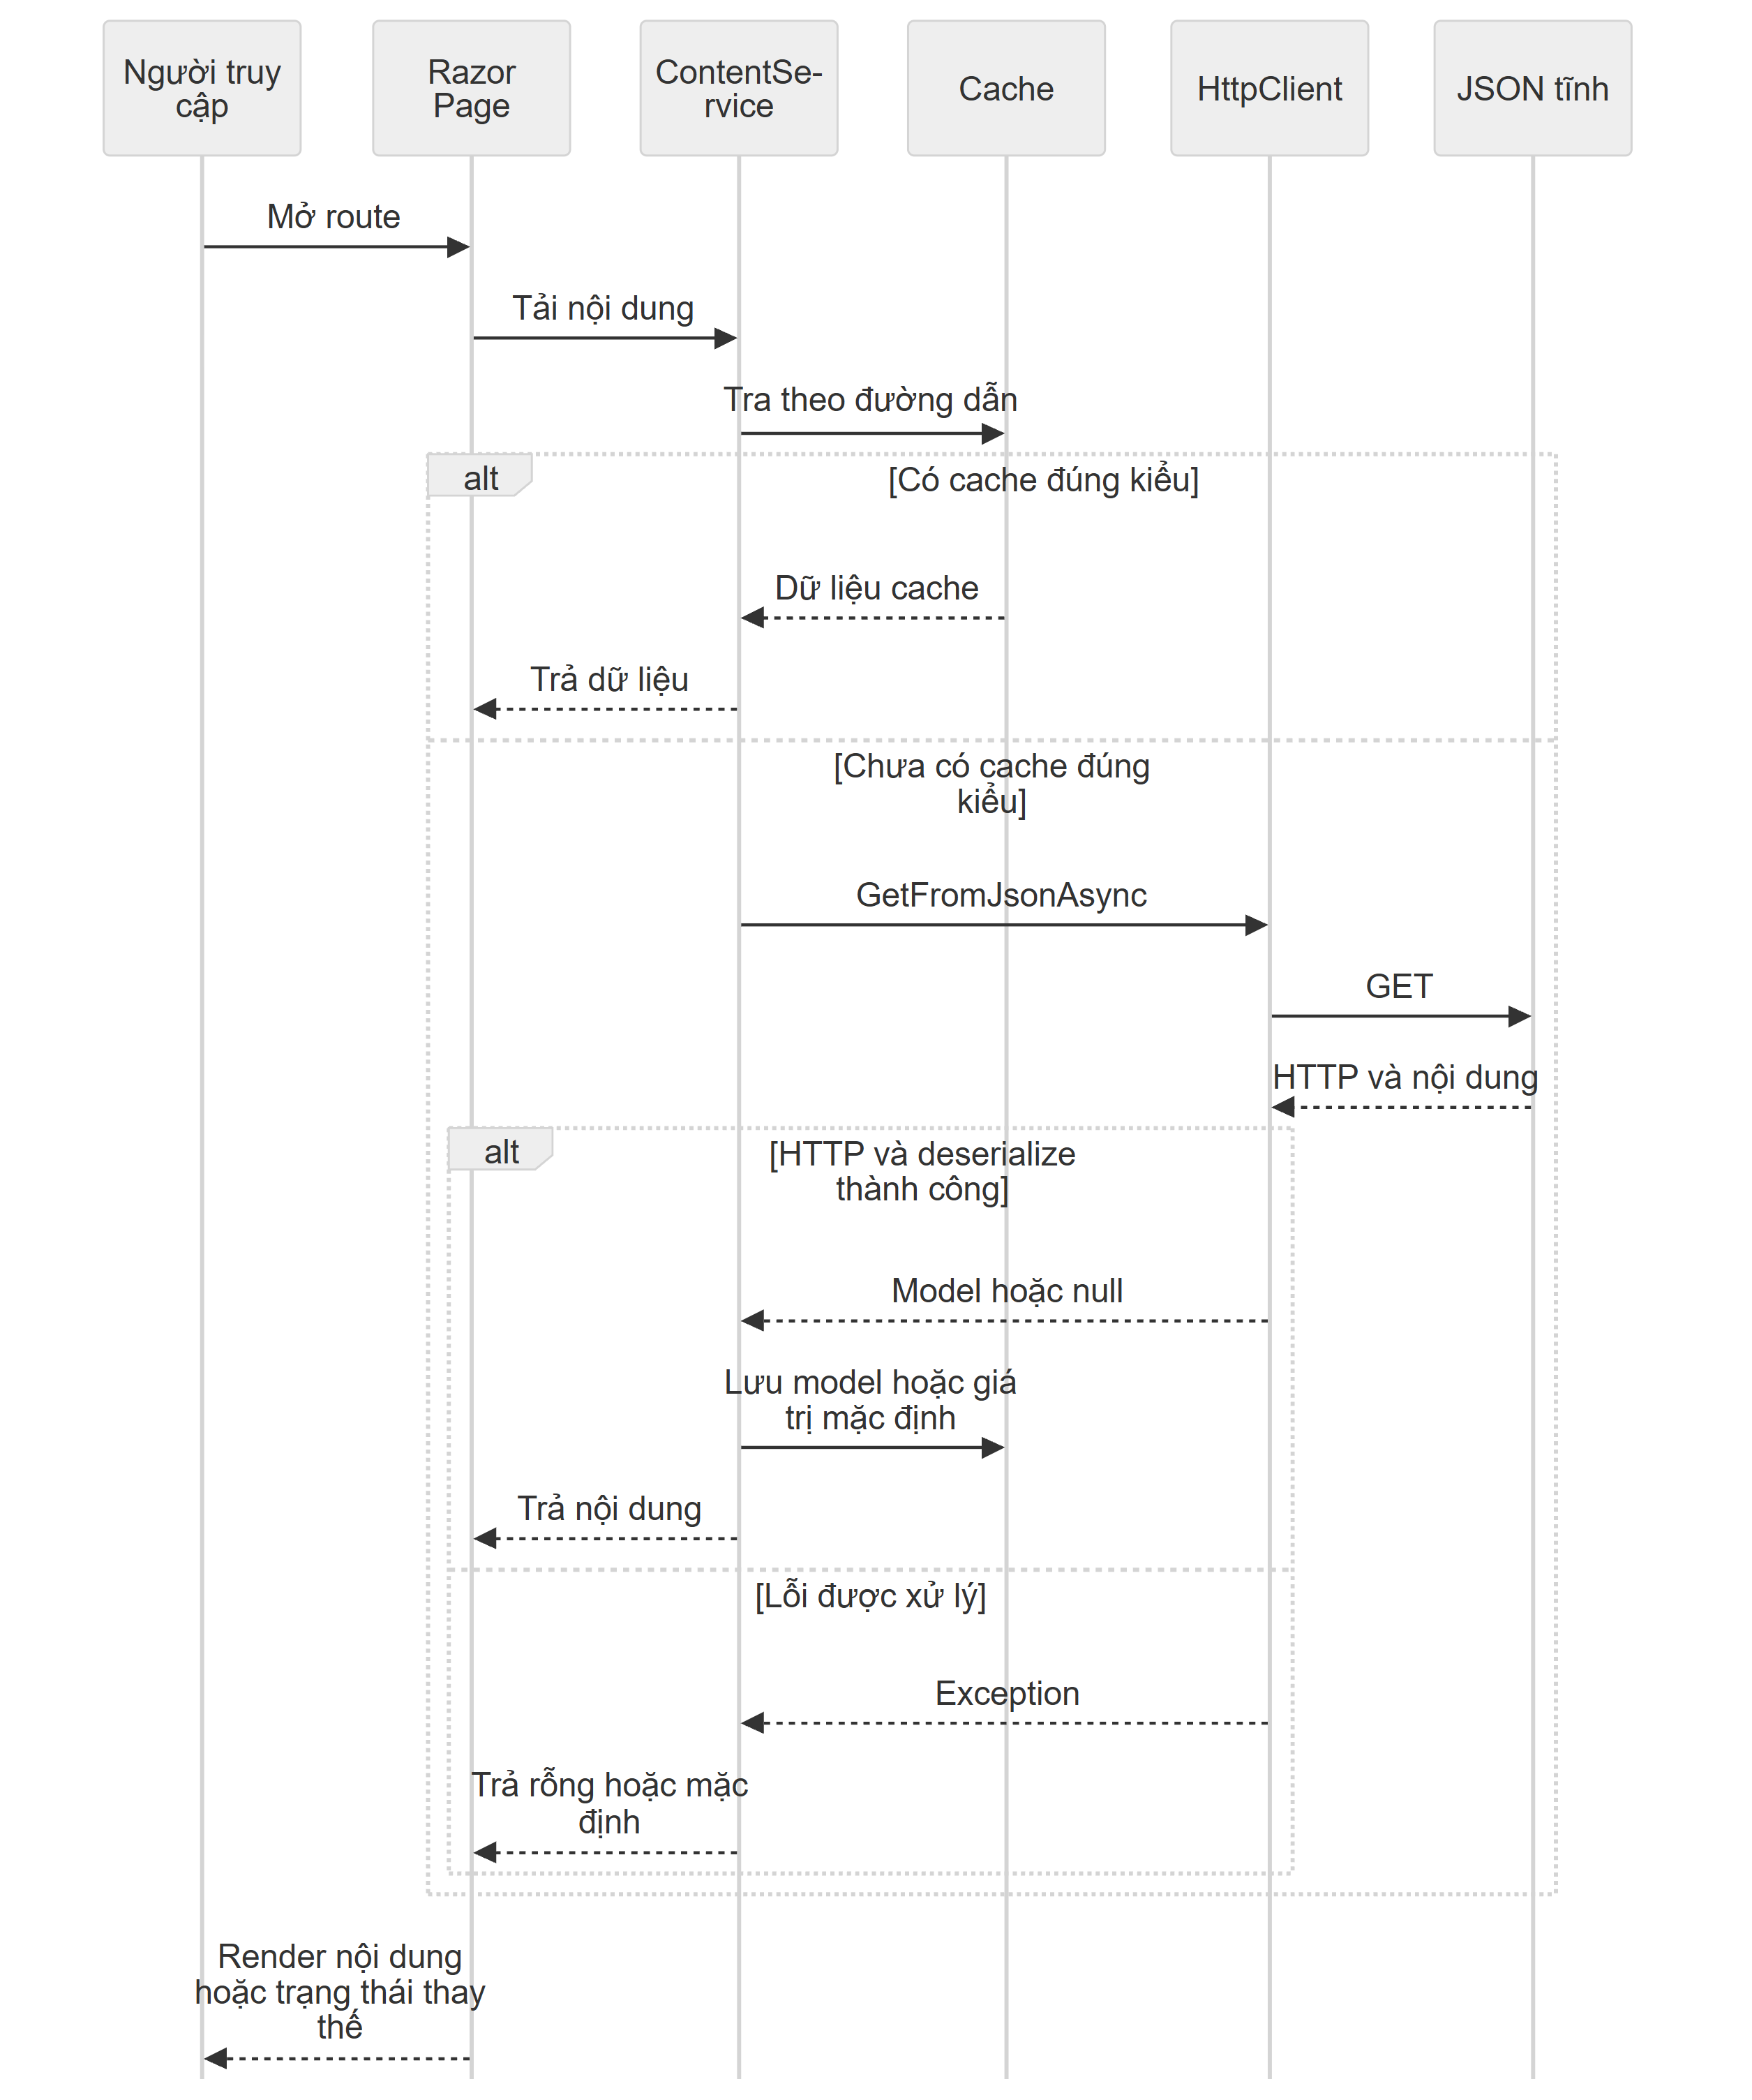 Người truy
cập
Razor
Page
ContentSe-
rvice
Cache
HttpClient
JSON tĩnh
Mở route
Tải nội dung
Tra theo đường dẫn
alt
[Có cache đúng kiểu]
Dữ liệu cache
Trả dữ liệu
[Chưa có cache đúng
kiểu]
GetFromJsonAsync
GET
HTTP và nội dung
alt
[HTTP và deserialize
thành công]
Model hoặc null
Lưu model hoặc giá
trị mặc định
Trả nội dung
[Lỗi được xử lý]
Exception
Trả rỗng hoặc mặc
định
Render nội dung
hoặc trạng thái thay
thế